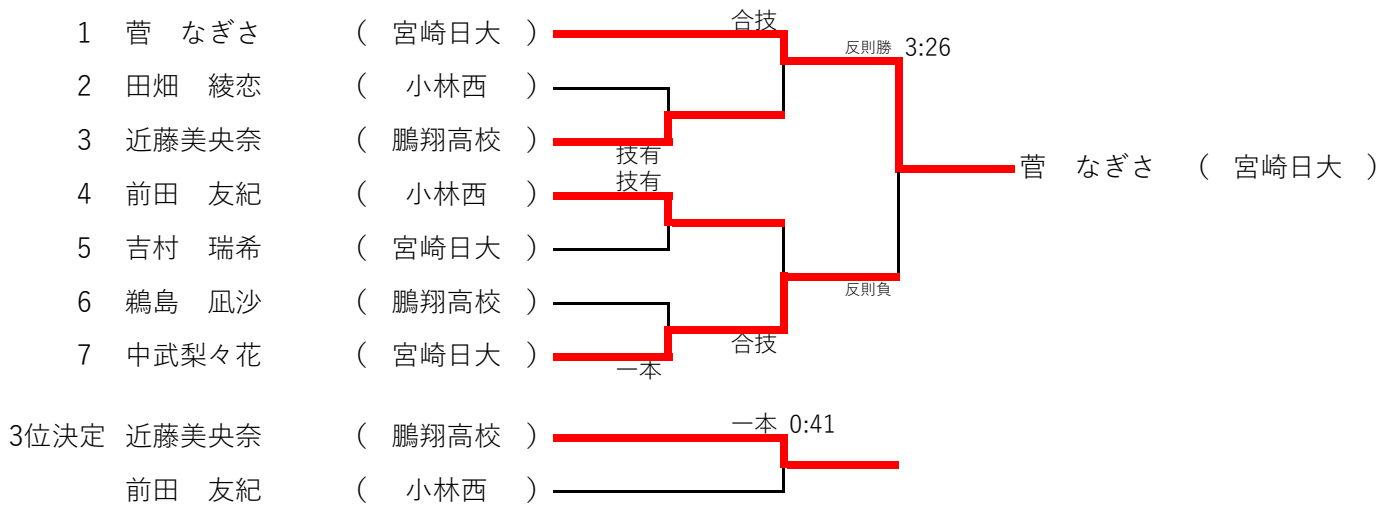 合技
1 菅　なぎさ （ 宮崎日大 ）
反則勝 3:26
2 田畑　綾恋 （ 小林西 ）
3 近藤美央奈 （ 鵬翔高校 ）
技有
菅　なぎさ （ 宮崎日大 ）
技有
4 前田　友紀 （ 小林西 ）
5 吉村　瑞希 （ 宮崎日大 ）
反則負
6 鵜島　凪沙 （ 鵬翔高校 ）
合技
7 中武梨々花 （ 宮崎日大 ）
一本
一本 0:41
3位決定 近藤美央奈 （ 鵬翔高校 ）
前田　友紀 （ 小林西 ）